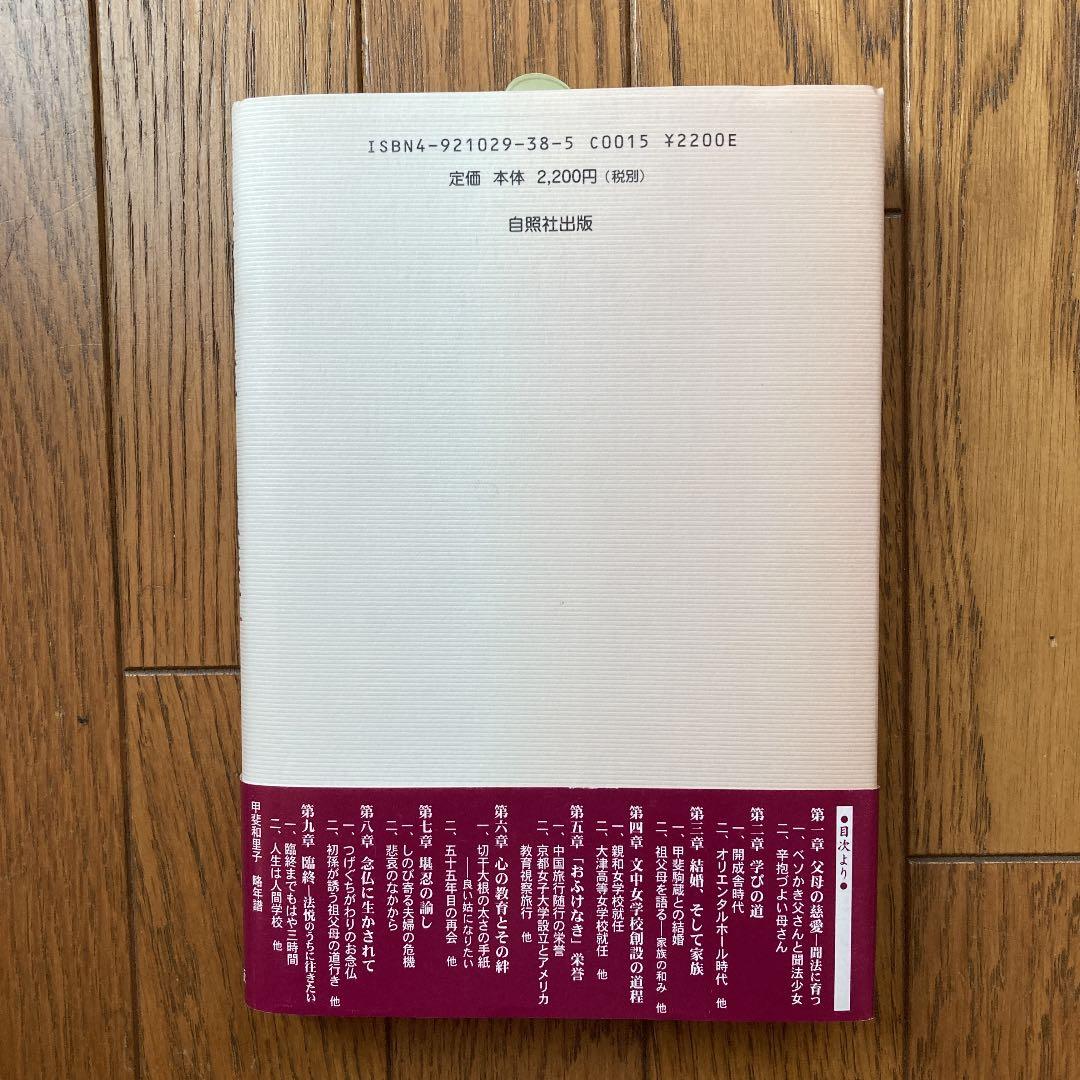 ISBN4-921029-38-5 C0015 ¥2200E
定価 本体 2,200円(税別)
自照社出版
●目次より●
第一章 父母の慈愛―聞法に育つ
一、ベソかき父さんと聞法少女
二、辛抱づよい母さん
第二章 学びの道
一、開成舎時代
二、オリエンタルホール時代 他
第三章 結婚、そして家族
一、甲斐駒蔵との結婚
二、祖父母を語る―家族の和み 他
第四章 文中女学校創設の道程
一、親和女学校就任
二、大津高等女学校就任 他
第五章 「おふけなき」栄誉
一、中国旅行随行の栄誉
二、京都女子大学設立とアメリカ
教育視察旅行 他
第六章 心の教育とその絆
一、切干大根の太さの手紙
――良い姑になりたい
二、五十五年目の再会 他
第七章 堪忍の諭し
一、しのび寄る夫婦の危機
二、悲哀のなかから
第八章 念仏に生かされて
一、つげぐちがわりのお念仏
二、初孫が誘う祖父母の道行き 他
第九章 臨終―法悦のうちに往きたい
一、臨終までもはや三時間
二、人生は人間学校 他
甲斐和里子 略年譜